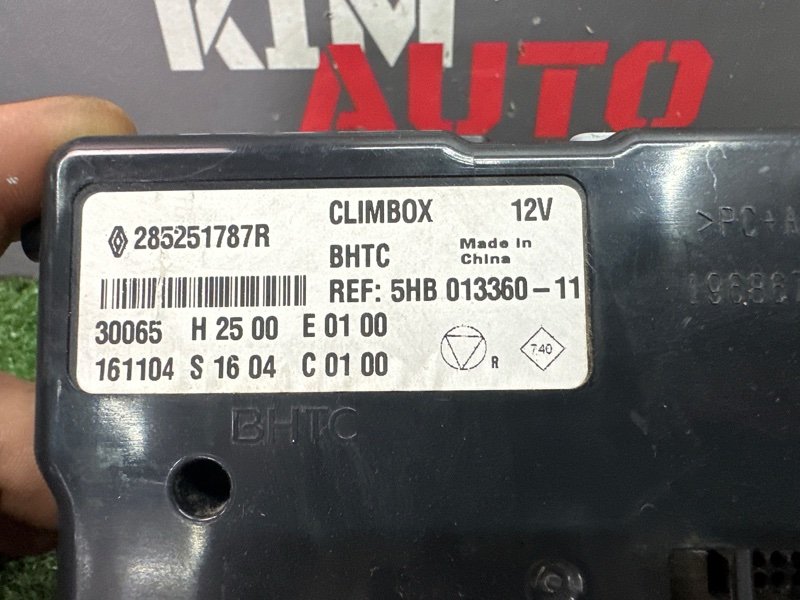 KIM
AUTO
285251787R
CLIMBOX 12V
BHTC Made in China
REF: 5HB 013360-11
30065 H 25 00 E 01 00
161104 S 16 04 C 01 00
R
740
BHTC
>PC+A